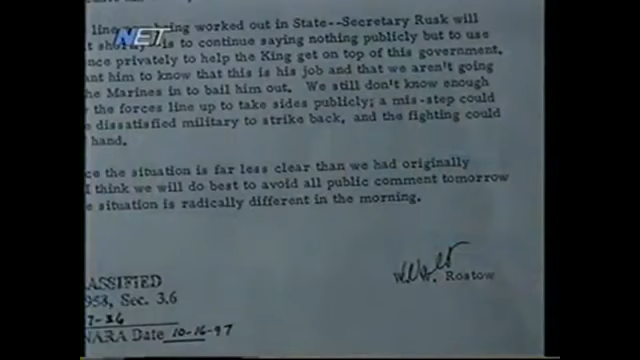 line being worked out in State--Secretary Rusk will
is to continue saying nothing publicly but to use
privately to help the King get on top of this government.
him to know that this is his job and that we aren't going
he Marines in to bail him out. We still don't know enough
the forces line up to take sides publicly; a mis-step could
dissatisfied military to strike back, and the fighting could
hand.
the situation is far less clear than we had originally
I think we will do best to avoid all public comment tomorrow
e situation is radically different in the morning.
W. W. Rostow
ASSIFIED
958, Sec. 3.6
7-36
NARA Date 10-16-97
NET